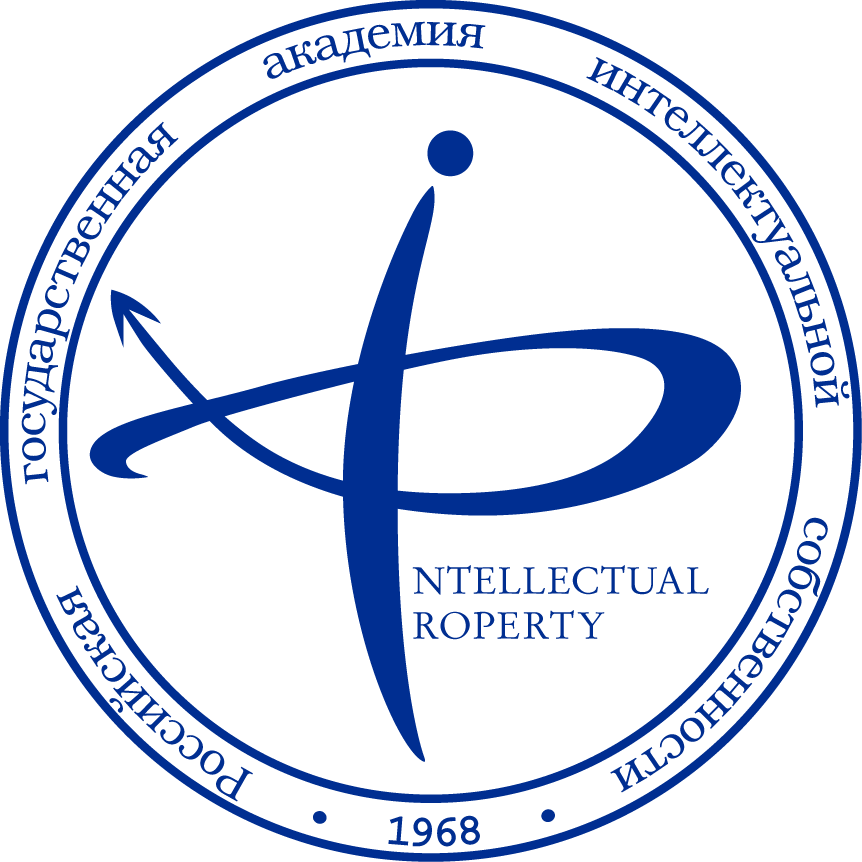 Российская государственная академия интеллектуальной собственности
NTELLECTUAL
ROPERTY
1968